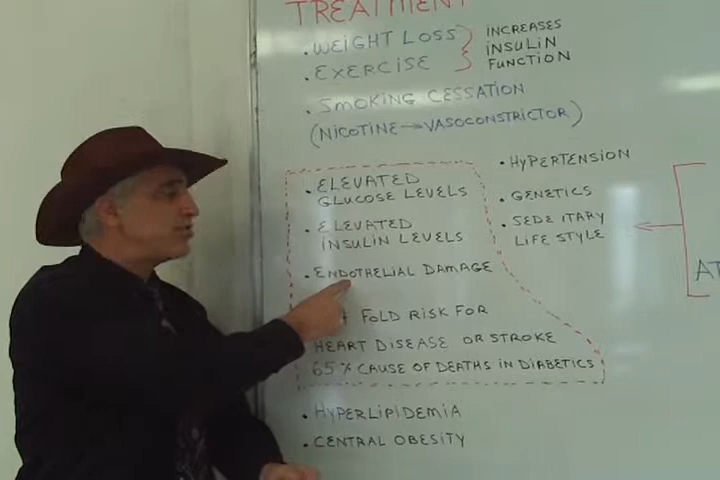 TREATMENT
• WEIGHT LOSS
• EXERCISE
INCREASES
INSULIN
FUNCTION
• SMOKING CESSATION
(NICOTINE → VASOCONSTRICTOR)
• ELEVATED
GLUCOSE LEVELS
• ELEVATED
INSULIN LEVELS
• ENDOTHELIAL DAMAGE
FOLD RISK FOR
HEART DISEASE OR STROKE
65% CAUSE OF DEATHS IN DIABETICS
• HYPERLIPIDEMIA
• CENTRAL OBESITY
• HYPERTENSION
• GENETICS
• SEDEITARY
LIFE STYLE
AT